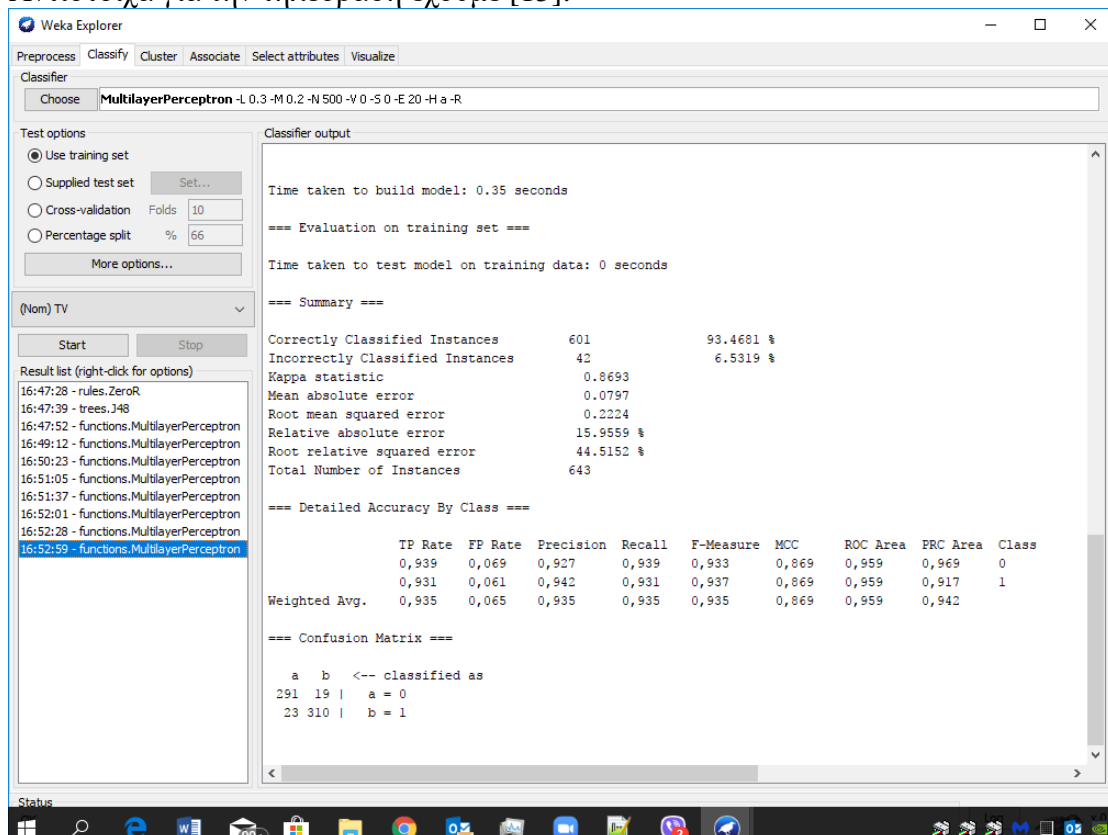 Αντίστοιχα για την τηλεόραση έχουμε [15]:
Weka Explorer
Preprocess Classify Cluster Associate Select attributes Visualize
Classifier
Choose MultilayerPerceptron -L 0.3 -M 0.2 -N 500 -V 0 -S 0 -E 20 -H a -R
Test options
Use training set
Supplied test set Set...
Cross-validation Folds 10
Percentage split % 66
More options...
(Nom) TV
Start Stop
Result list (right-click for options)
16:47:28 - rules.ZeroR
16:47:39 - trees.J48
16:47:52 - functions.MultilayerPerceptron
16:49:12 - functions.MultilayerPerceptron
16:50:23 - functions.MultilayerPerceptron
16:51:05 - functions.MultilayerPerceptron
16:51:37 - functions.MultilayerPerceptron
16:52:01 - functions.MultilayerPerceptron
16:52:28 - functions.MultilayerPerceptron
16:52:59 - functions.MultilayerPerceptron
Classifier output
Time taken to build model: 0.35 seconds
=== Evaluation on training set ===
Time taken to test model on training data: 0 seconds
=== Summary ===
Correctly Classified Instances 601 93.4681 %
Incorrectly Classified Instances 42 6.5319 %
Kappa statistic 0.8693
Mean absolute error 0.0797
Root mean squared error 0.2224
Relative absolute error 15.9559 %
Root relative squared error 44.5152 %
Total Number of Instances 643
=== Detailed Accuracy By Class ===
TP Rate FP Rate Precision Recall F-Measure MCC ROC Area PRC Area Class
0,939 0,069 0,927 0,939 0,933 0,869 0,959 0,969 0
0,931 0,061 0,942 0,931 0,937 0,869 0,959 0,917 1
Weighted Avg. 0,935 0,065 0,935 0,935 0,935 0,869 0,959 0,942
=== Confusion Matrix ===
a b <-- classified as
291 19 | a = 0
23 310 | b = 1
Status